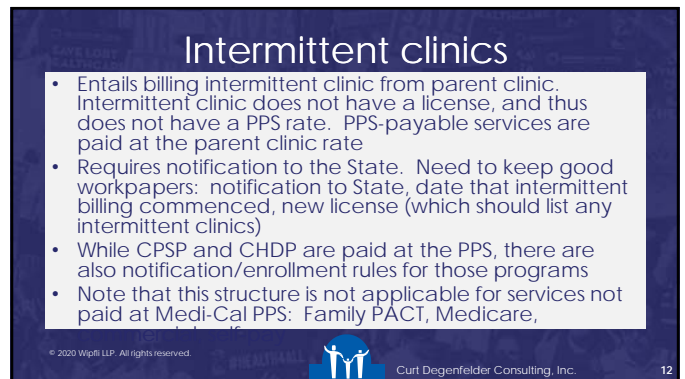 Intermittent clinics
• Entails billing intermittent clinic from parent clinic.
Intermittent clinic does not have a license, and thus
does not have a PPS rate. PPS-payable services are
paid at the parent clinic rate
• Requires notification to the State. Need to keep good
workpapers: notification to State, date that intermittent
billing commenced, new license (which should list any
intermittent clinics)
• While CPSP and CHDP are paid at the PPS, there are
also notification/enrollment rules for those programs
• Note that this structure is not applicable for services not
paid at Medi-Cal PPS: Family PACT, Medicare,
© 2020 Wipfli LLP. All rights reserved.
#HEALTH4ALL
Curt Degenfelder Consulting, Inc.
12